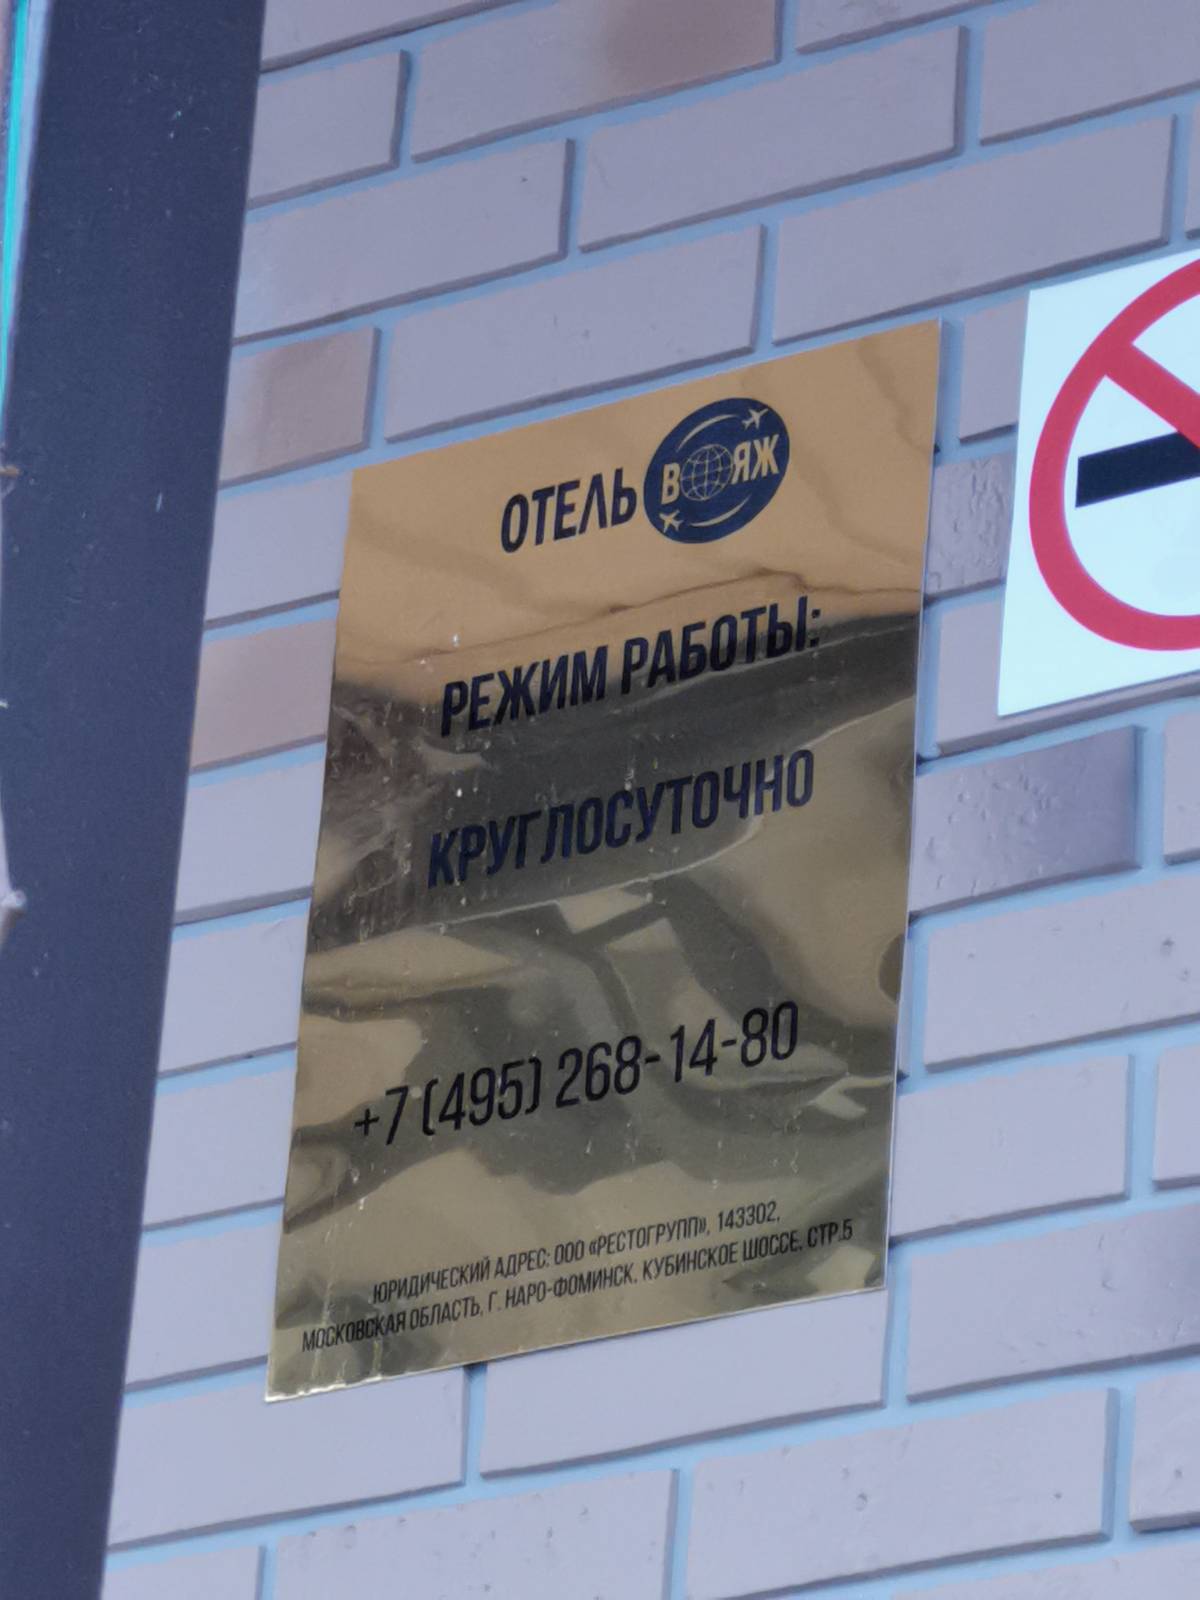 ОТЕЛЬ ВОЯЖ
РЕЖИМ РАБОТЫ:
КРУГЛОСУТОЧНО
+7 (495) 268-14-80
ЮРИДИЧЕСКИЙ АДРЕС: ООО «РЕСТОГРУПП», 143302,
МОСКОВСКАЯ ОБЛАСТЬ, Г. НАРО-ФОМИНСК, КУБИНСКОЕ ШОССЕ, СТР.5